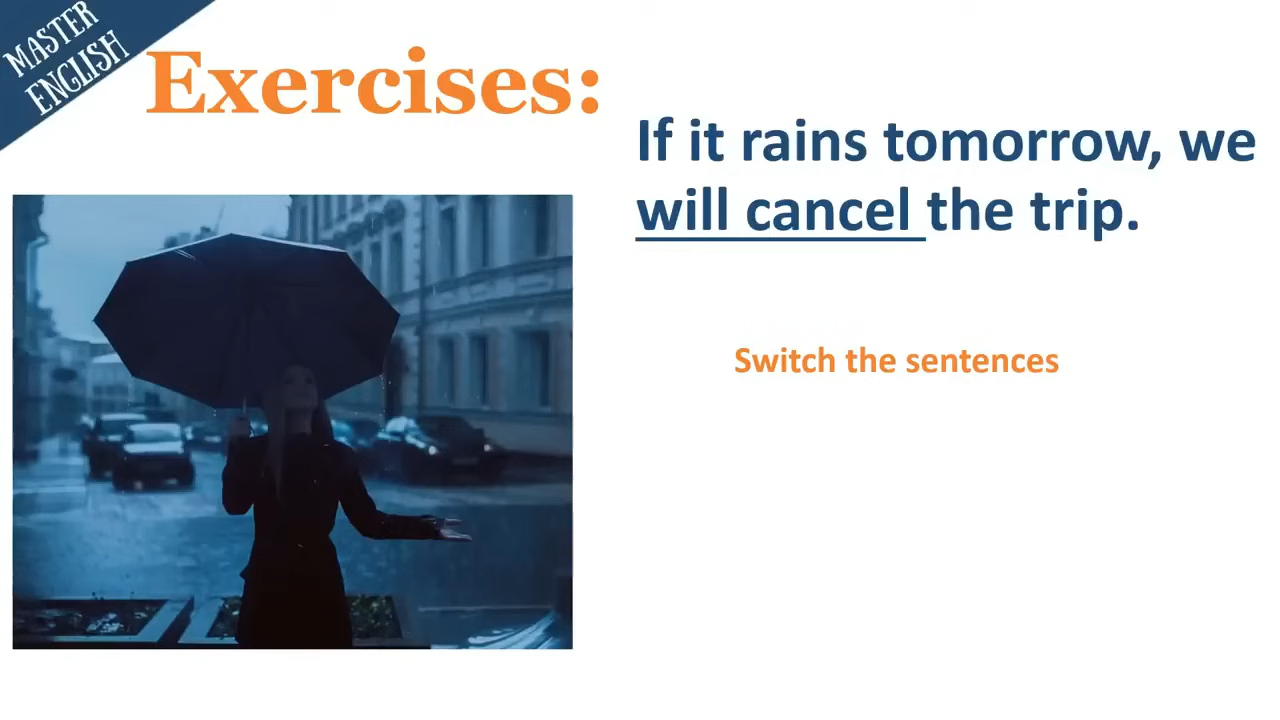 MASTER
ENGLISH
Exercises:
If it rains tomorrow, we
will cancel the trip.
Switch the sentences